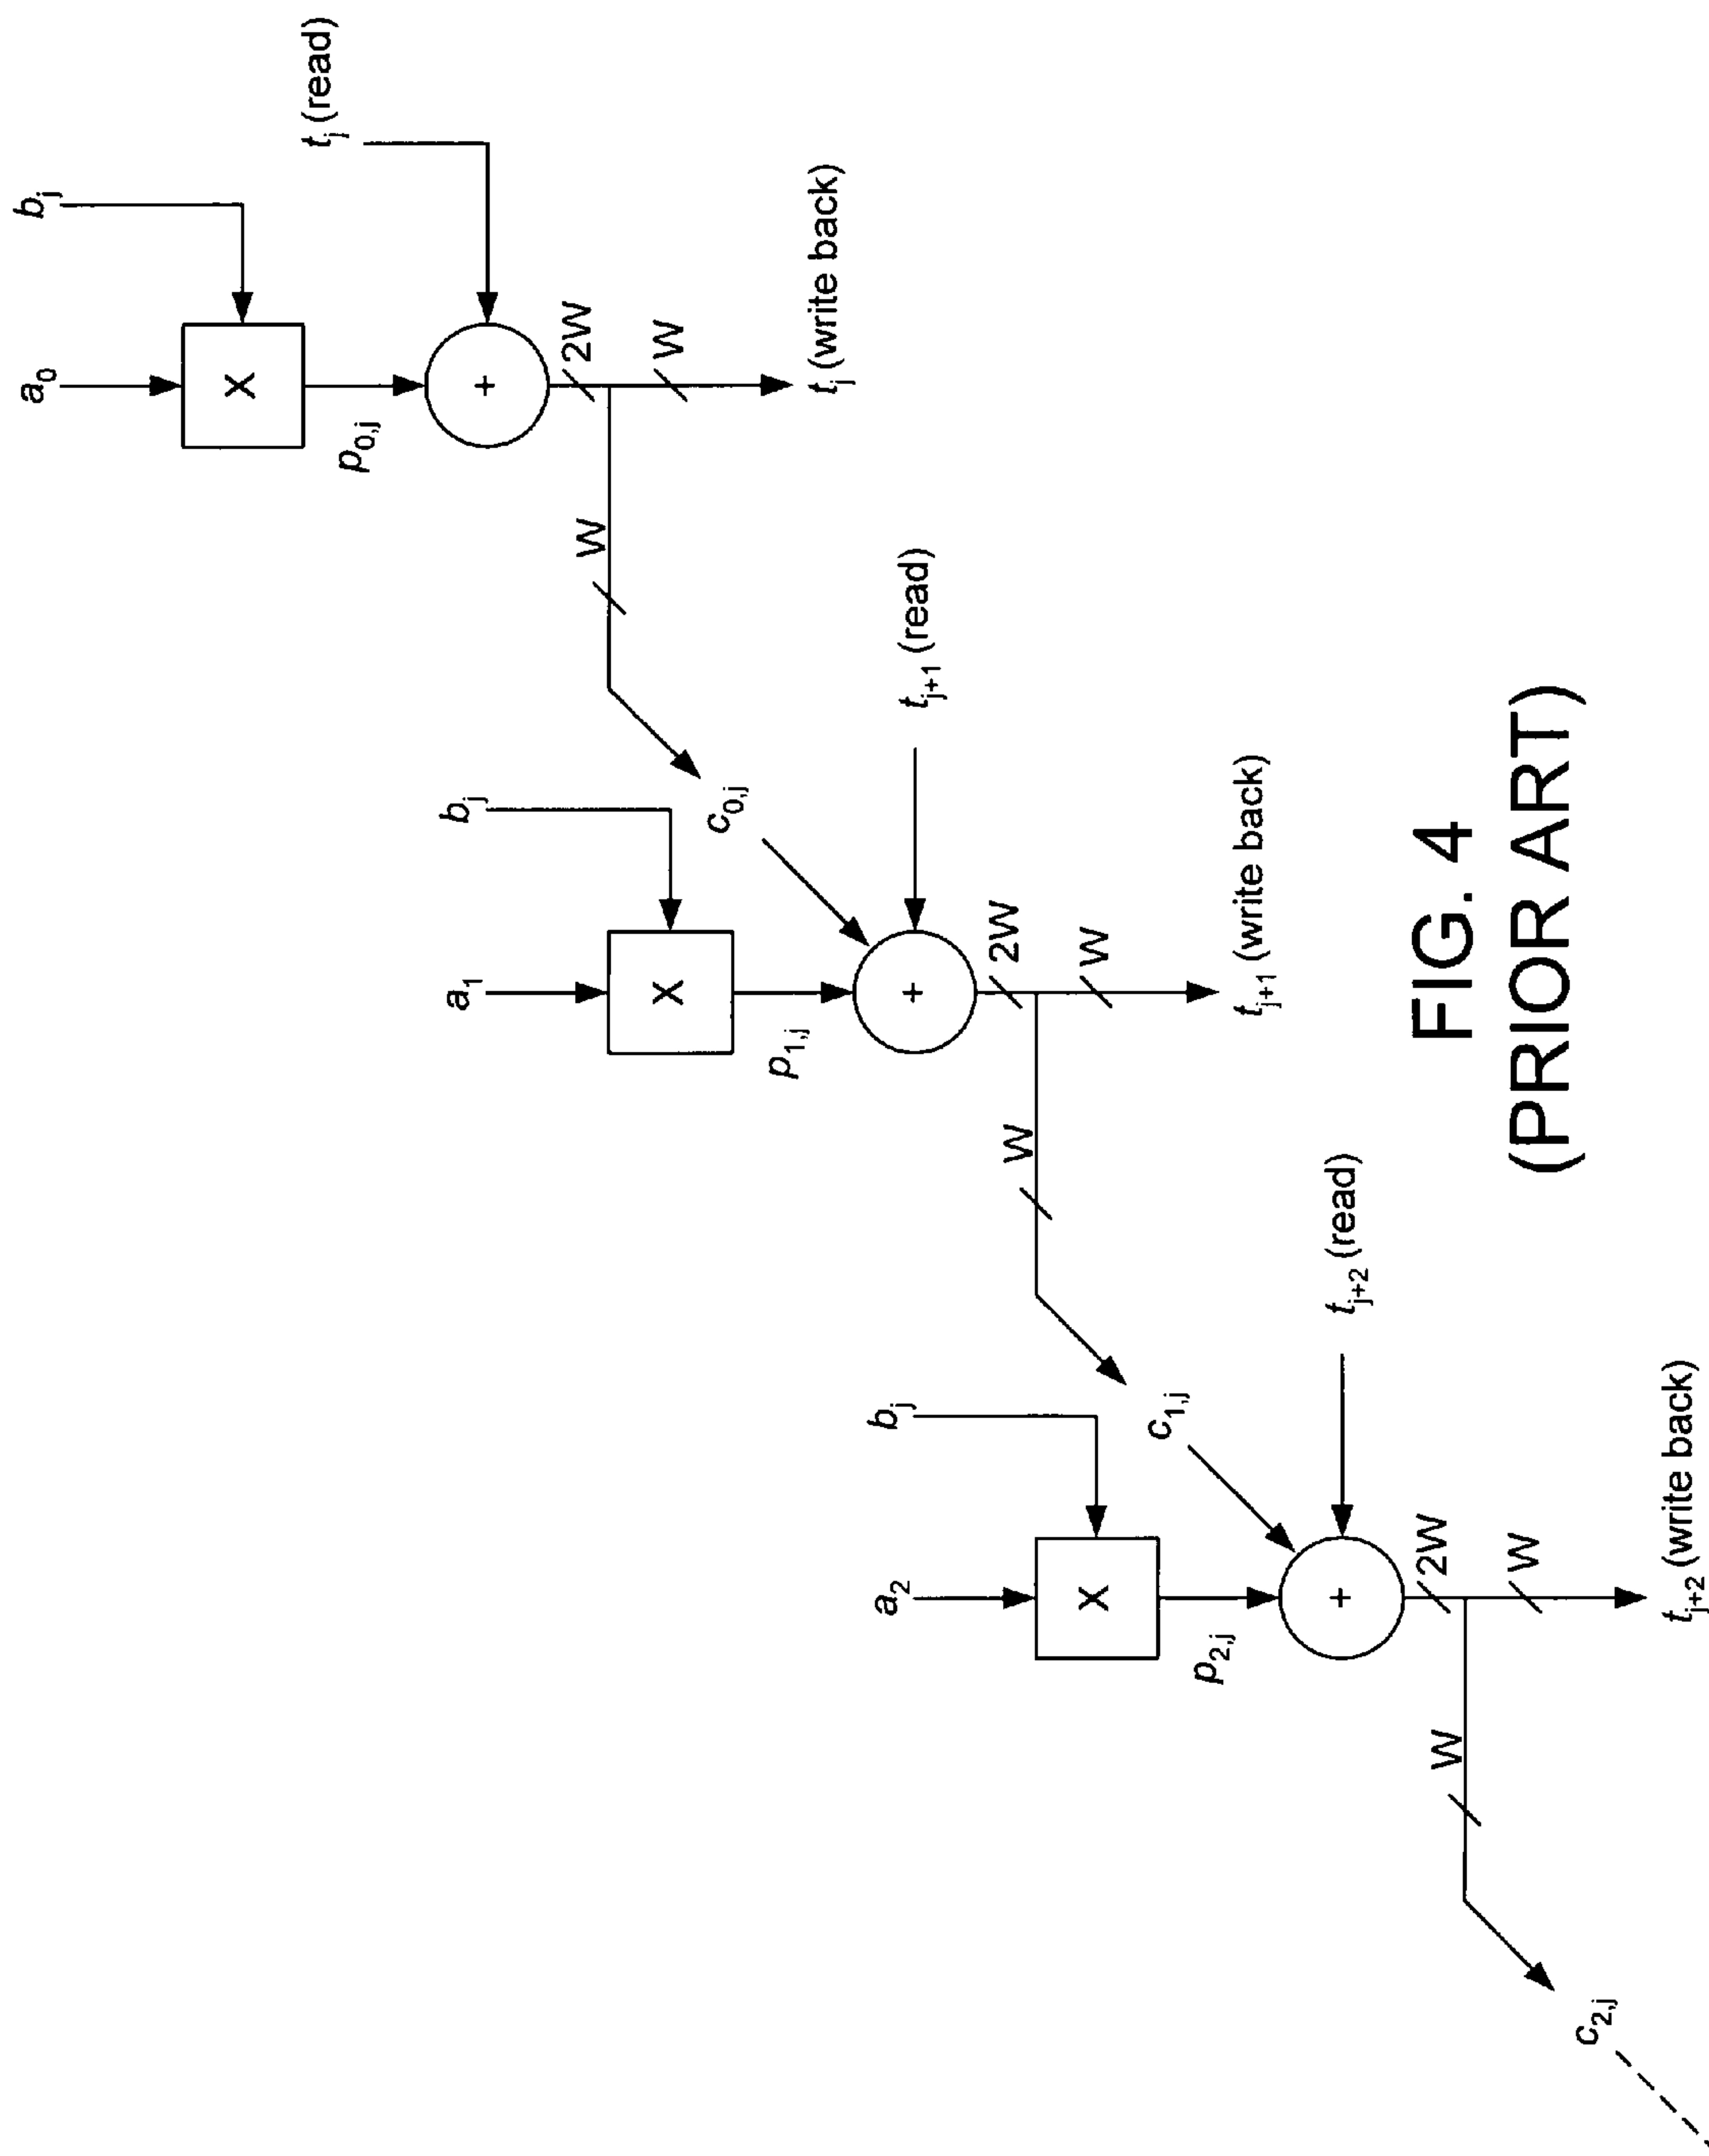 a₀
bⱼ
X
p₀,ⱼ
tⱼ (read)
+
2W
W
W
tⱼ (write back)
a₁
bⱼ
X
c₀,ⱼ
p₁,ⱼ
tⱼ₊₁ (read)
+
2W
W
W
tⱼ₊₁ (write back)
a₂
bⱼ
X
c₁,ⱼ
p₂,ⱼ
tⱼ₊₂ (read)
+
2W
W
W
tⱼ₊₂ (write back)
c₂,ⱼ
FIG. 4
(PRIOR ART)